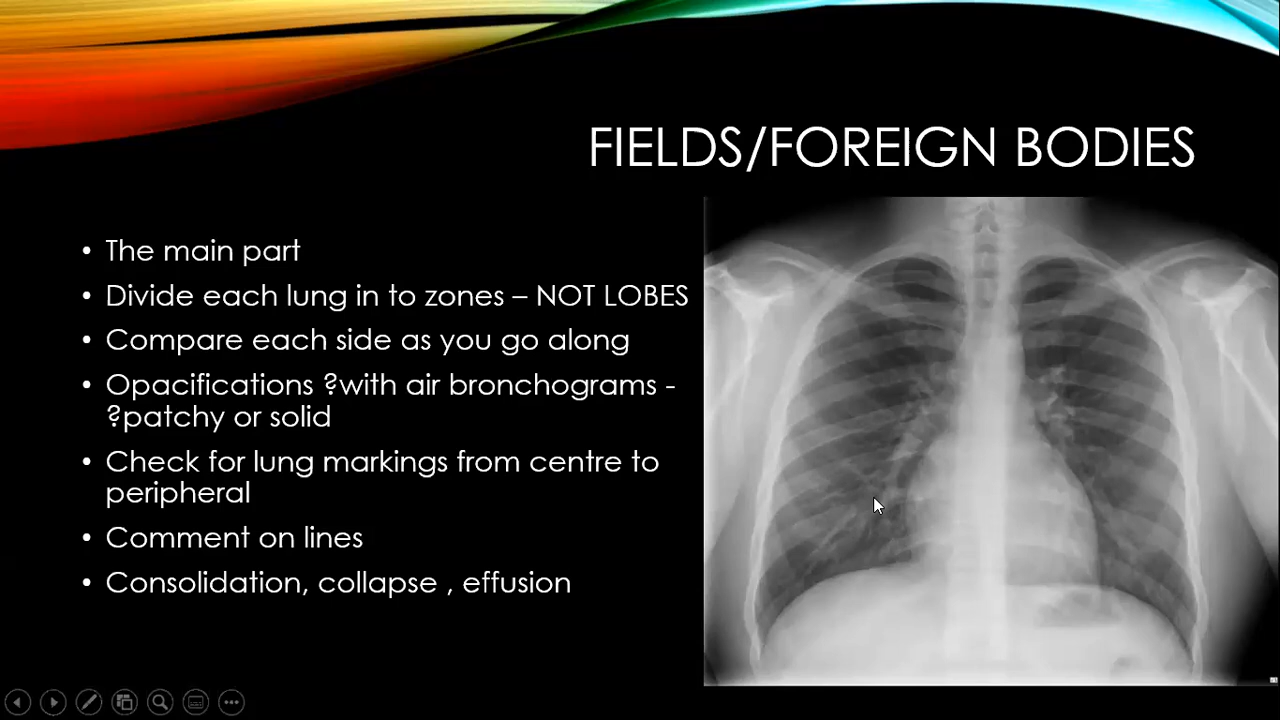 FIELDS/FOREIGN BODIES
• The main part
• Divide each lung in to zones – NOT LOBES
• Compare each side as you go along
• Opacifications ?with air bronchograms -
?patchy or solid
• Check for lung markings from centre to
peripheral
• Comment on lines
• Consolidation, collapse , effusion